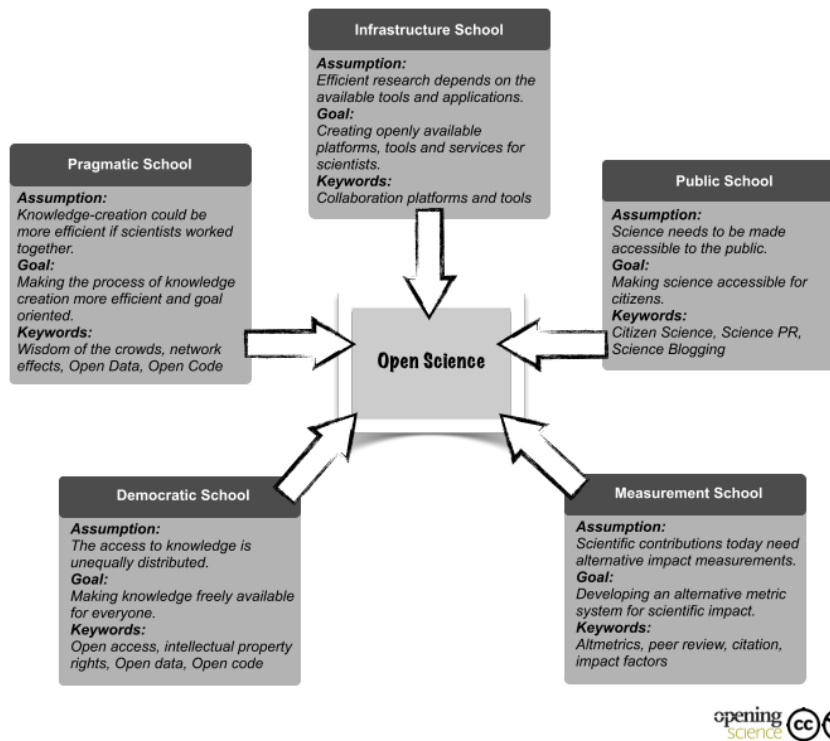 Infrastructure School
Assumption:
Efficient research depends on the
available tools and applications.
Goal:
Creating openly available
platforms, tools and services for
scientists.
Keywords:
Collaboration platforms and tools
Pragmatic School
Assumption:
Knowledge-creation could be
more efficient if scientists worked
together.
Goal:
Making the process of knowledge
creation more efficient and goal
oriented.
Keywords:
Wisdom of the crowds, network
effects, Open Data, Open Code
Public School
Assumption:
Science needs to be made
accessible to the public.
Goal:
Making science accessible for
citizens.
Keywords:
Citizen Science, Science PR,
Science Blogging
Open Science
Democratic School
Assumption:
The access to knowledge is
unequally distributed.
Goal:
Making knowledge freely available
for everyone.
Keywords:
Open access, intellectual property
rights, Open data, Open code
Measurement School
Assumption:
Scientific contributions today need
alternative impact measurements.
Goal:
Developing an alternative metric
system for scientific impact.
Keywords:
Altmetrics, peer review, citation,
impact factors
opening
science
cc